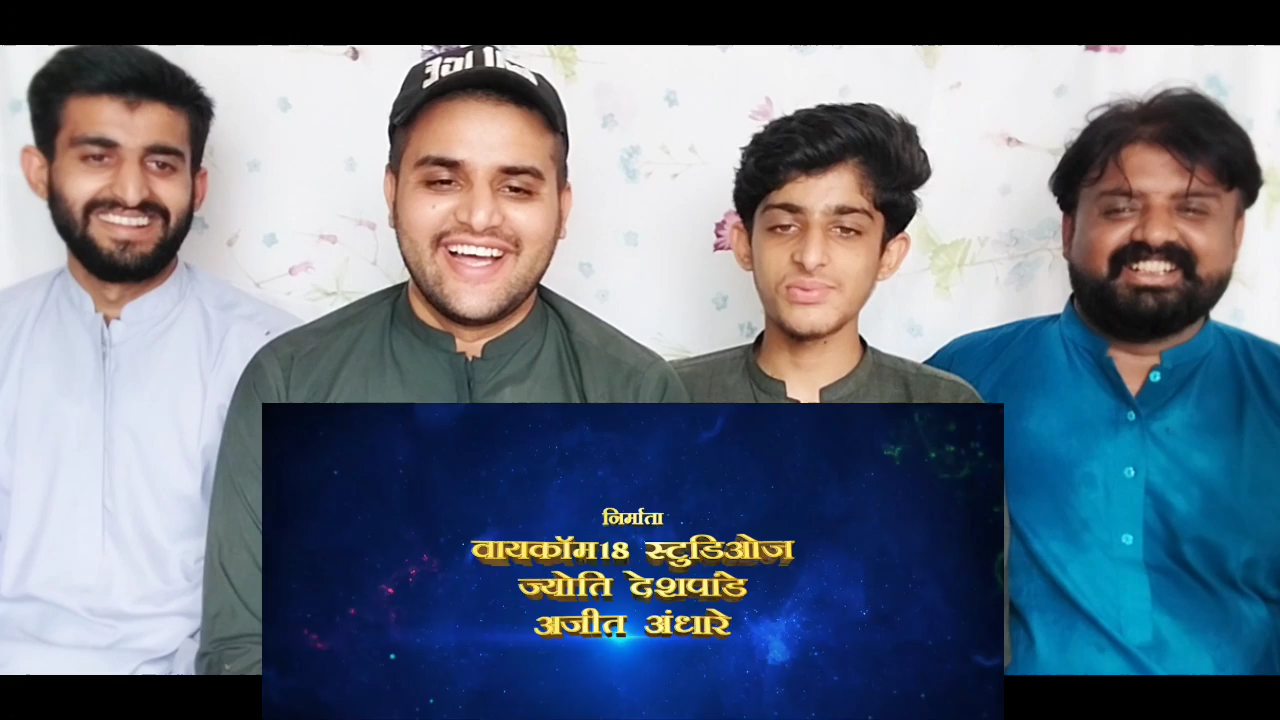 निर्माता
वायकॉम18 स्टुडिओज
ज्योति देशपांडे
अजीत अंधारे